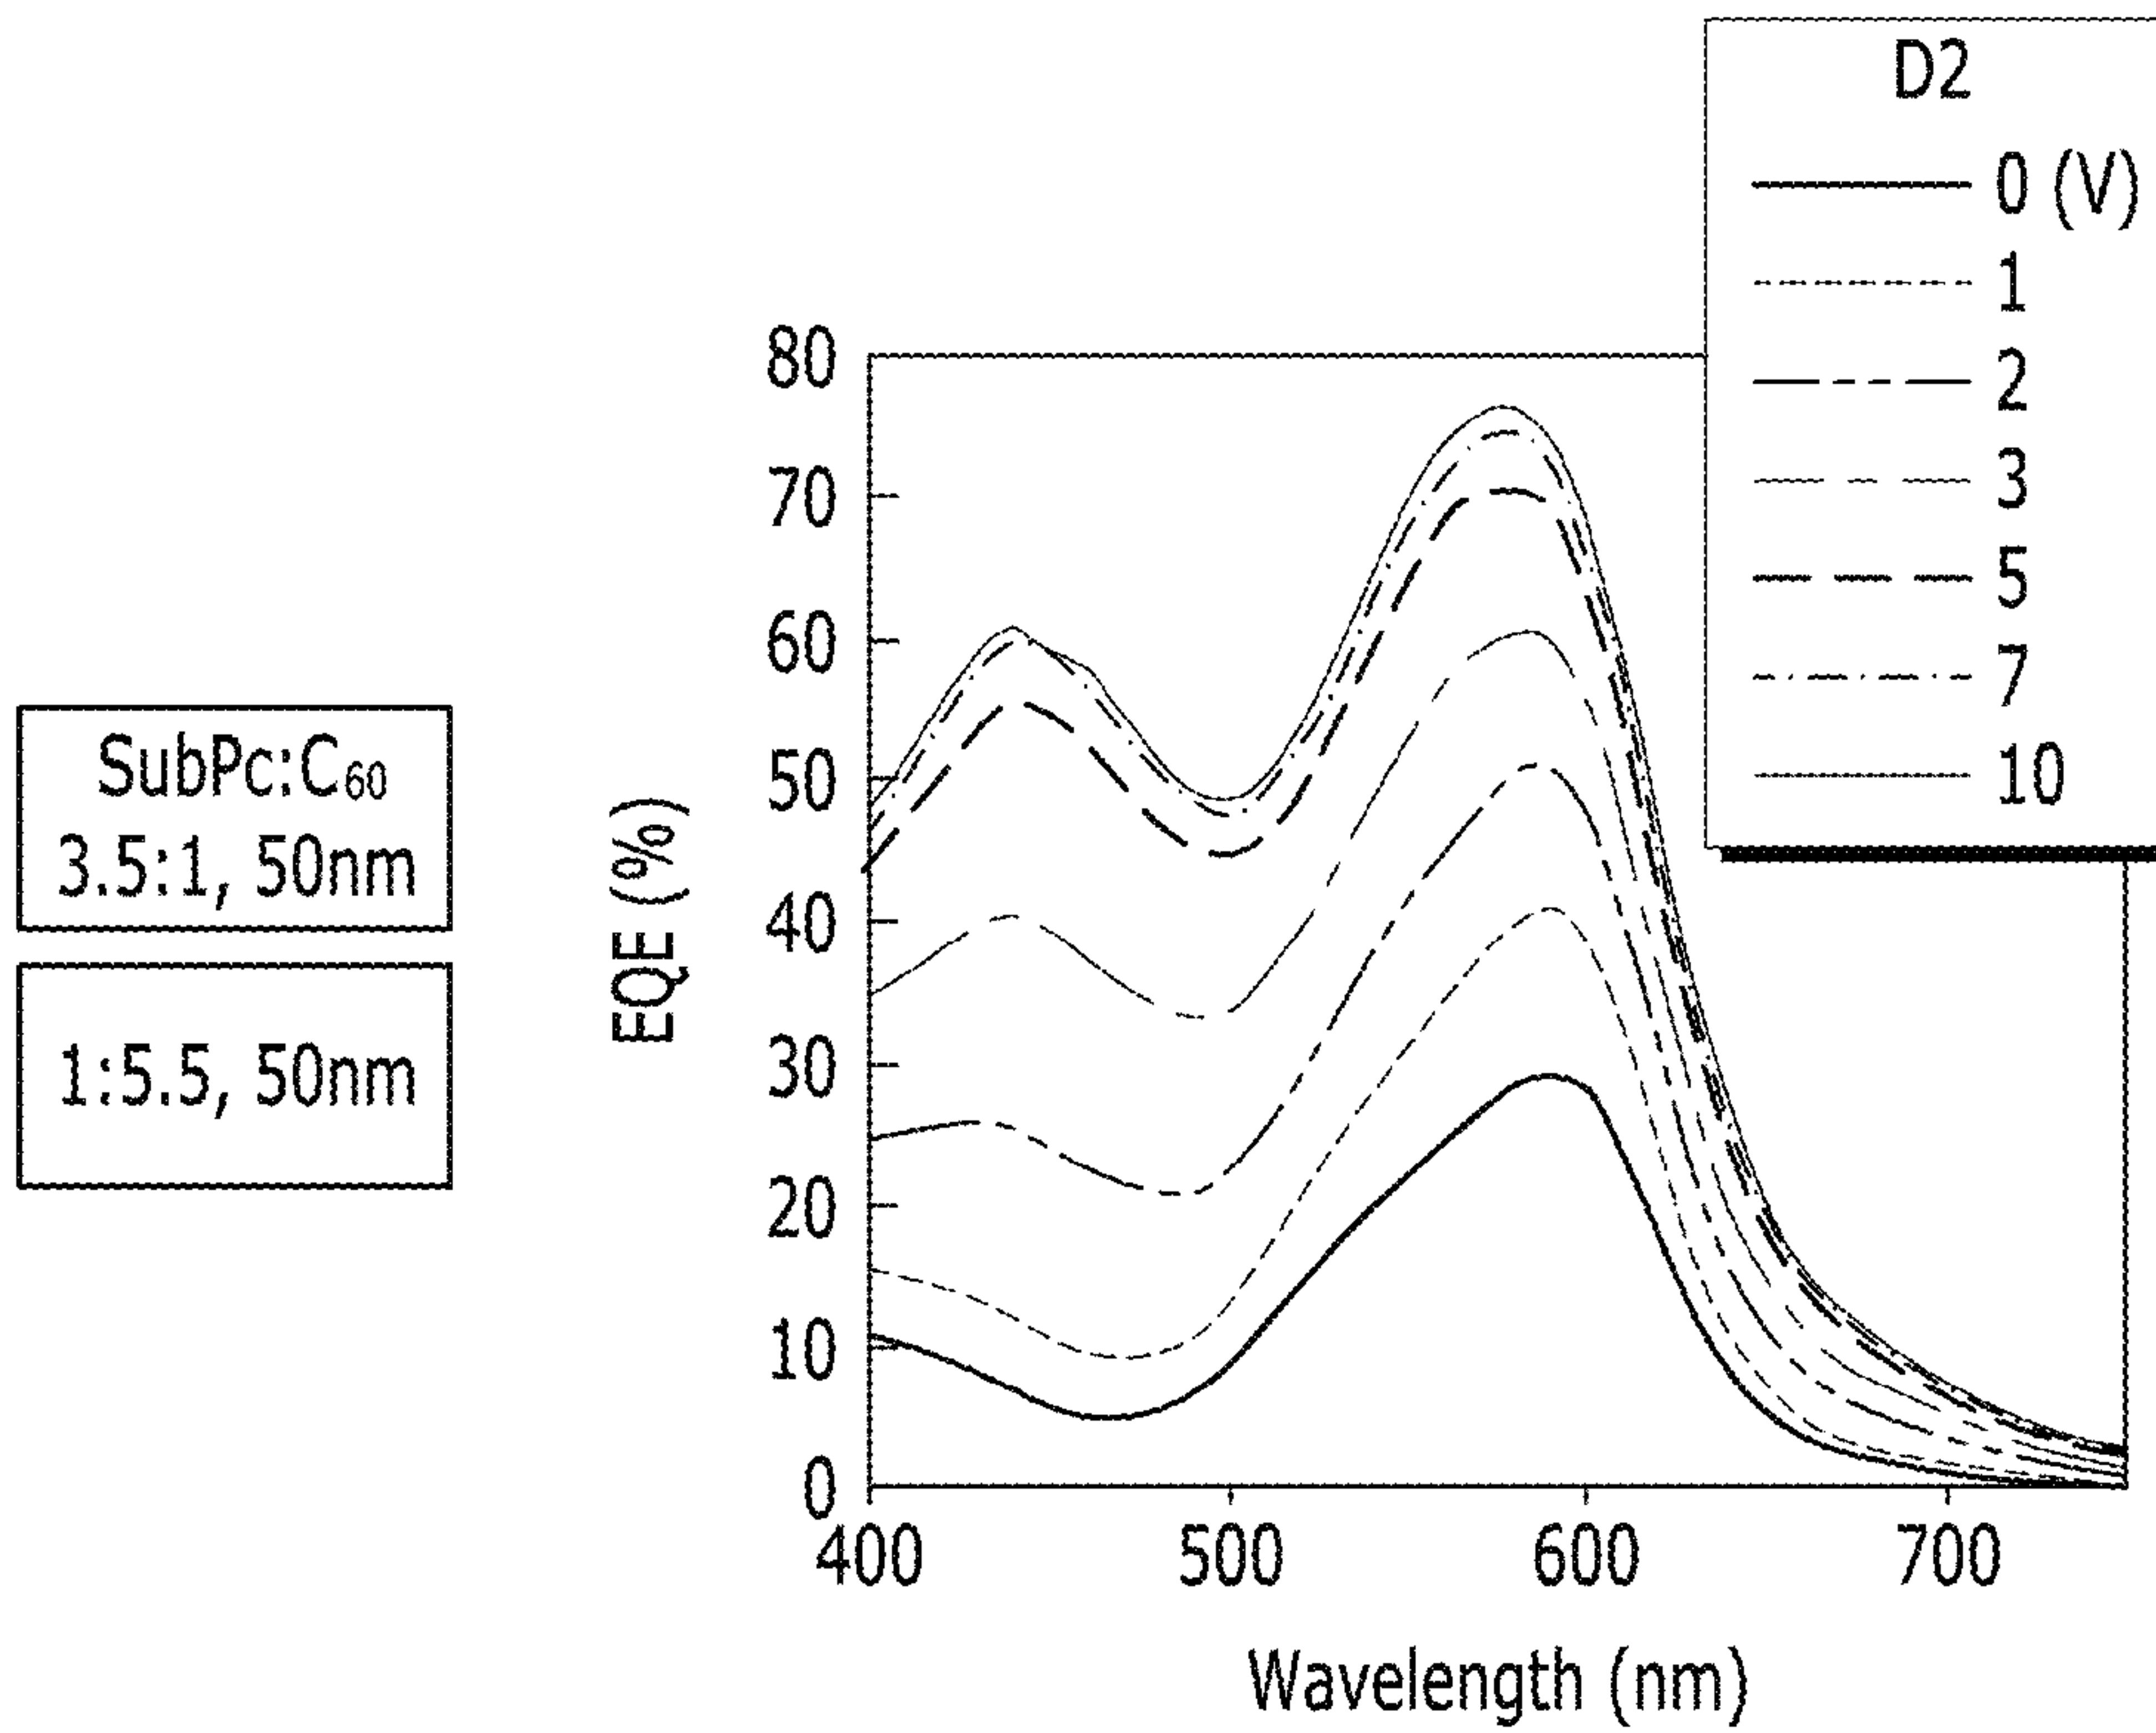 D2
0 (V)
1
2
3
5
7
10
SubPc:C₆₀
3.5:1, 50nm
1:5.5, 50nm
EQE (%)
80
70
60
50
40
30
20
10
0
400 500 600 700
Wavelength (nm)